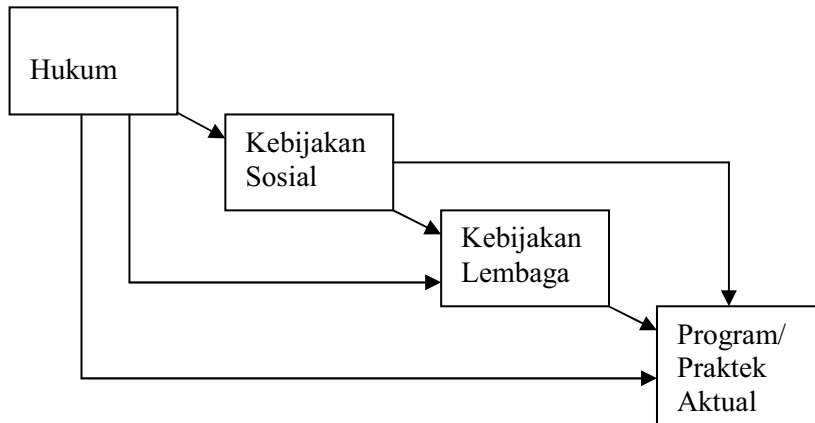 Hukum
Kebijakan
Sosial
Kebijakan
Lembaga
Program/
Praktek
Aktual